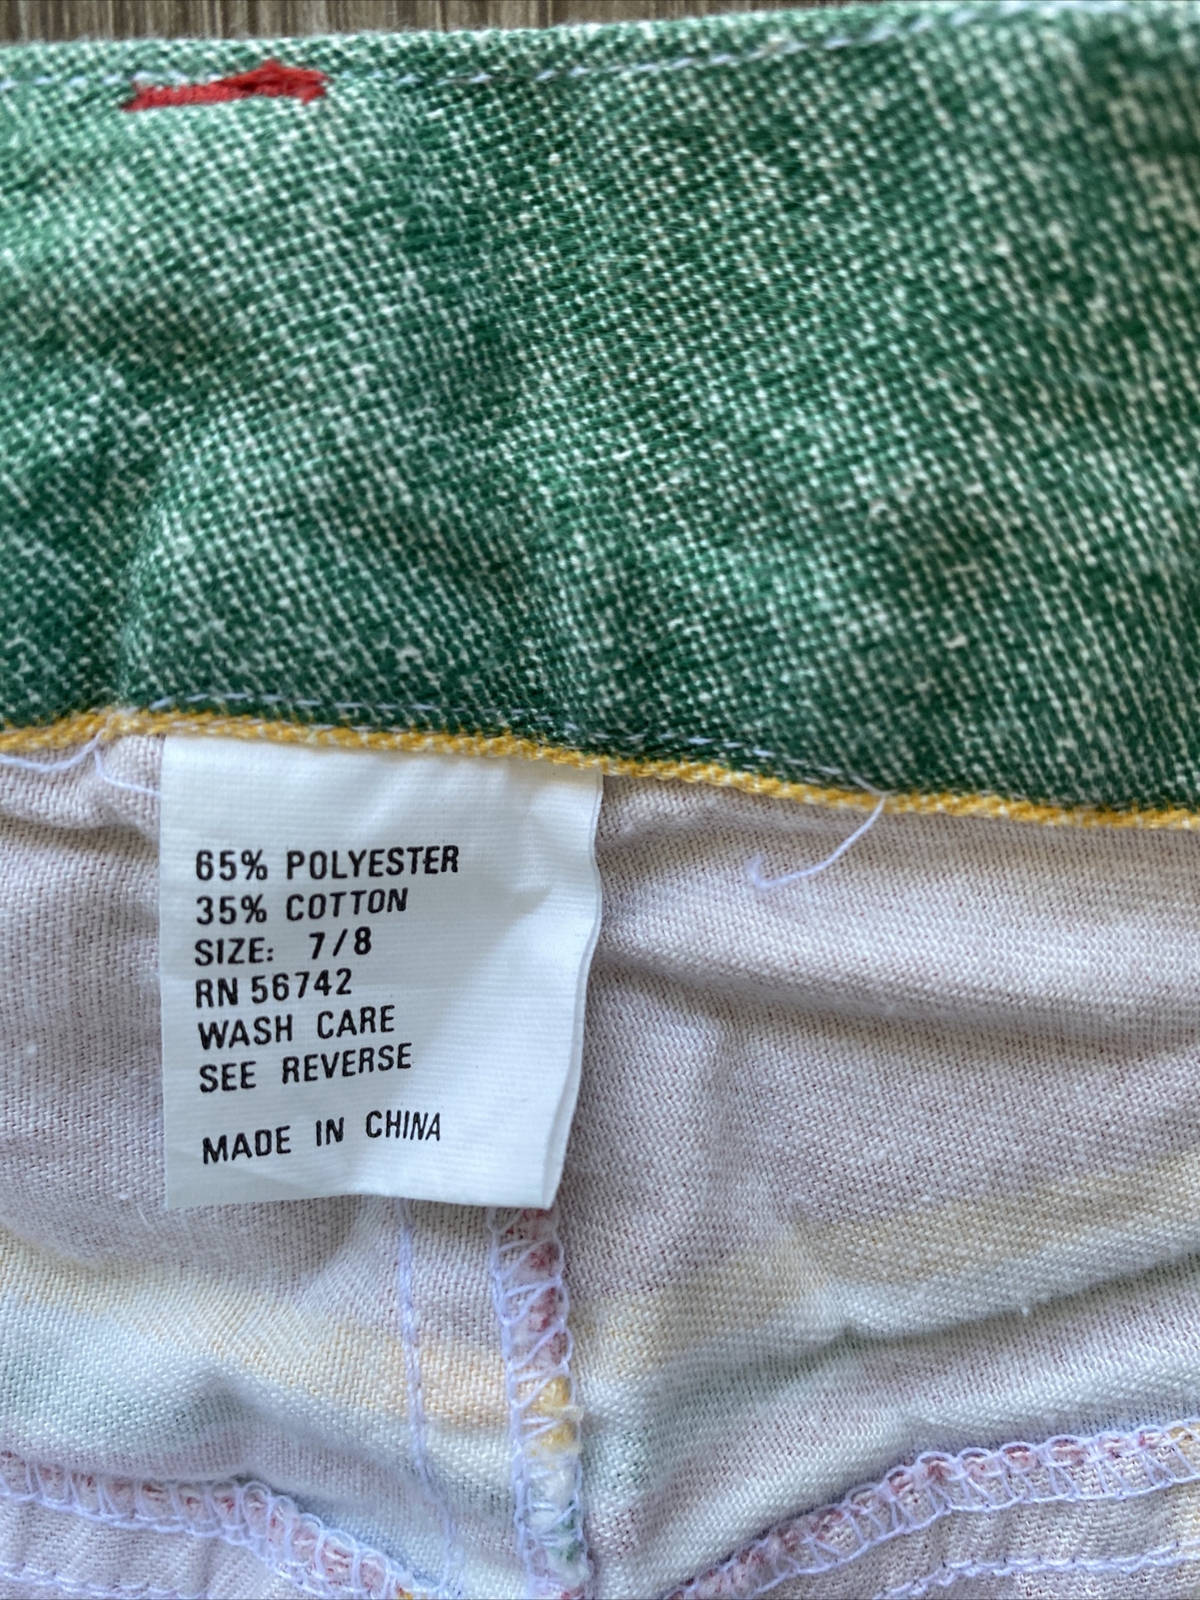 65% POLYESTER
35% COTTON
SIZE: 7/8
RN 56742
WASH CARE
SEE REVERSE
MADE IN CHINA